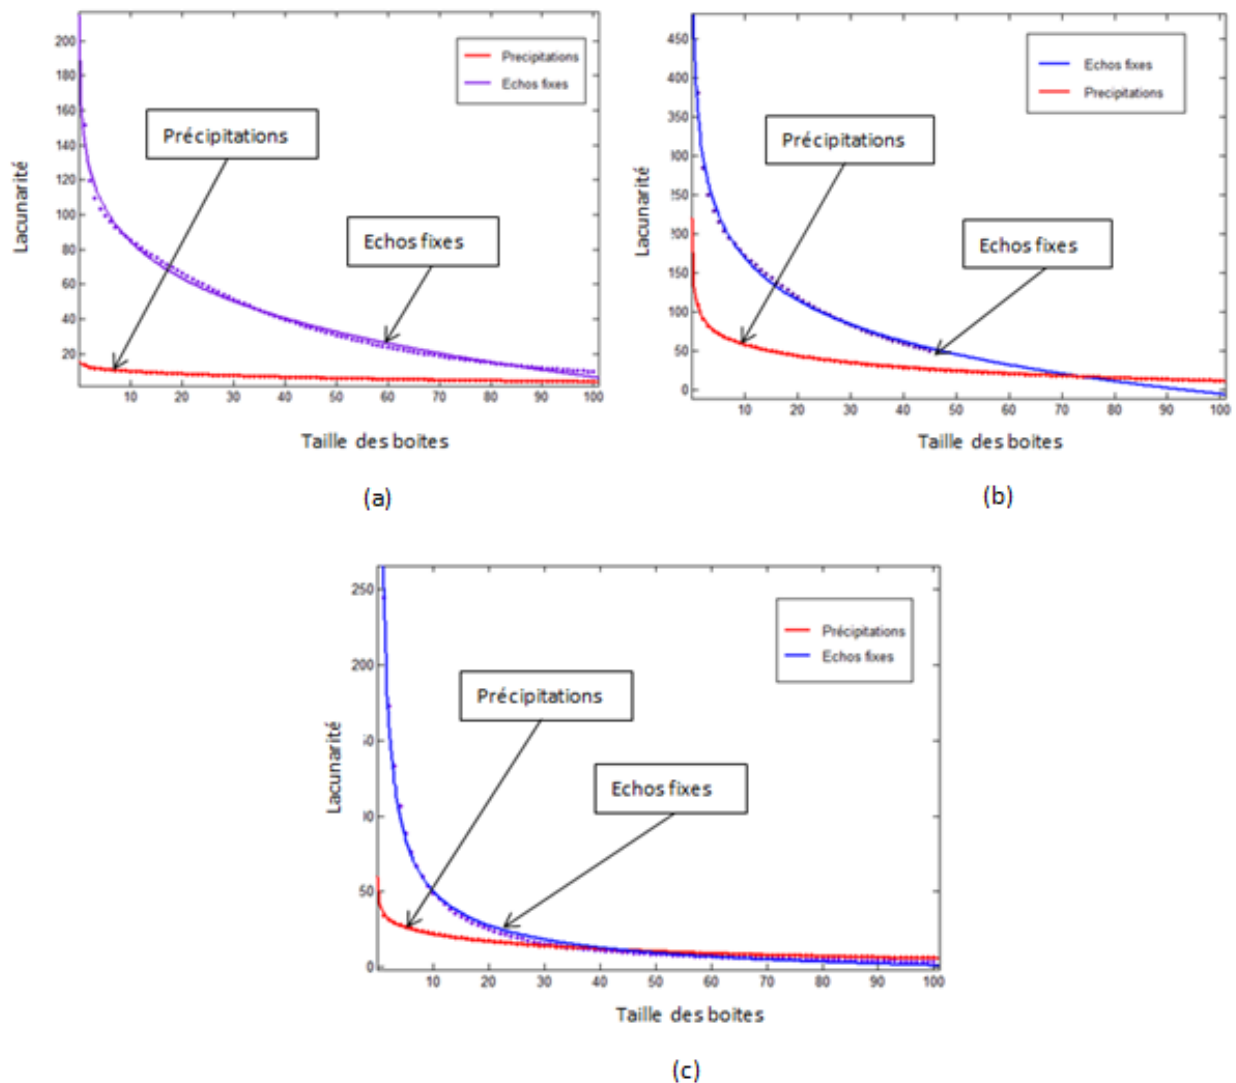 200
180
160
140
120
100
80
60
40
20
Lacunarité
Precipitations
Echos fixes
Précipitations
Echos fixes
10 20 30 40 50 60 70 80 90 100
Taille des boites
(a)
450
400
350
300
250
200
150
100
50
0
Lacunarité
Echos fixes
Precipitations
Précipitations
Echos fixes
10 20 30 40 50 60 70 80 90 100
Taille des boites
(b)
250
200
50
0
Lacunarité
Précipitations
Echos fixes
Précipitations
Echos fixes
10 20 30 40 50 60 70 80 90 100
Taille des boites
(c)